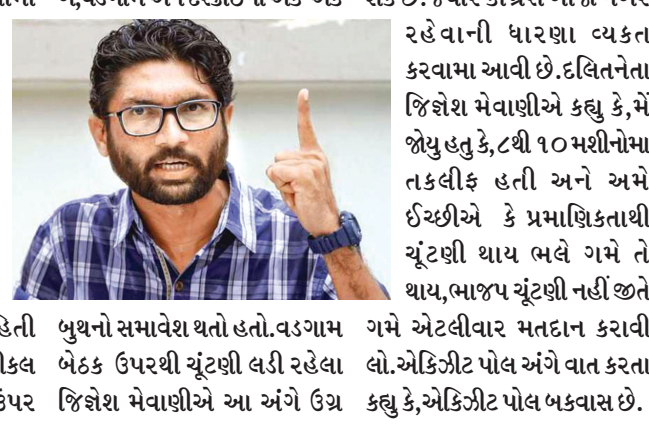 રહેવાની ધારણા વ્યકત
કરવામા આવી છે.દલિતનેતા
જિજ્ઞેશ મેવાણીએ કહ્યુ કે,મેં
જોયુ હતુ કે,૮થી ૧૦ મશીનોમા
તકલીફ હતી અને અમે
ઈચ્છીએ કે પ્રમાણિકતાથી
ચૂંટણી થાય ભલે ગમે તે
થાય,ભાજપ ચૂંટણી નહીં જીતે
હિતી
ીકલ
ઉપર
બુથનો સમાવેશ થતો હતો.વડગામ
બેઠક ઉપરથી ચૂંટણી લડી રહેલા
જિજ્ઞેશ મેવાણીએ આ અંગે ઉગ્ર
ગમે એટલીવાર મતદાન કરાવી
લો.એકિઝીટ પોલ અંગે વાત કરતા
કહ્યુ કે,એકિઝીટ પોલ બકવાસ છે.